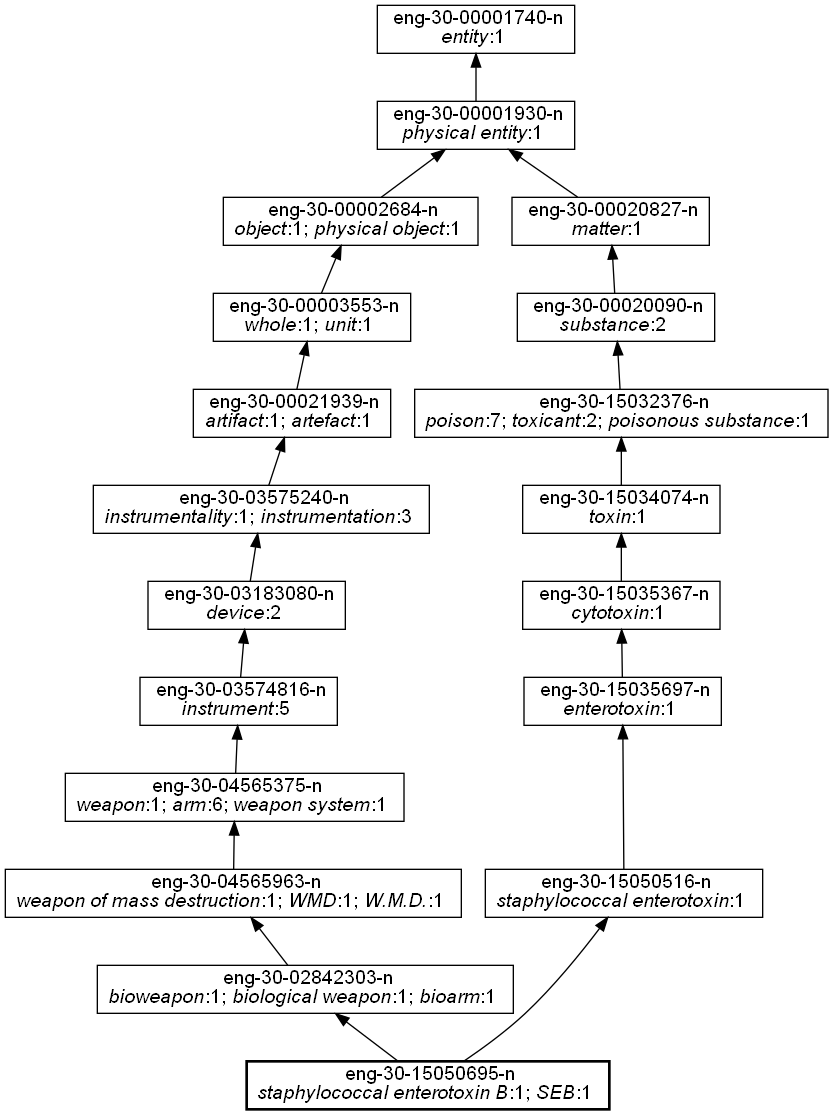 eng-30-00001740-n
entity:1
eng-30-00001930-n
physical entity:1
eng-30-00002684-n
object:1; physical object:1
eng-30-00020827-n
matter:1
eng-30-00003553-n
whole:1; unit:1
eng-30-00020090-n
substance:2
eng-30-00021939-n
artifact:1; artefact:1
eng-30-15032376-n
poison:7; toxicant:2; poisonous substance:1
eng-30-03575240-n
instrumentality:1; instrumentation:3
eng-30-15034074-n
toxin:1
eng-30-03183080-n
device:2
eng-30-15035367-n
cytotoxin:1
eng-30-03574816-n
instrument:5
eng-30-15035697-n
enterotoxin:1
eng-30-04565375-n
weapon:1; arm:6; weapon system:1
eng-30-04565963-n
weapon of mass destruction:1; WMD:1; W.M.D.:1
eng-30-15050516-n
staphylococcal enterotoxin:1
eng-30-02842303-n
bioweapon:1; biological weapon:1; bioarm:1
eng-30-15050695-n
staphylococcal enterotoxin B:1; SEB:1